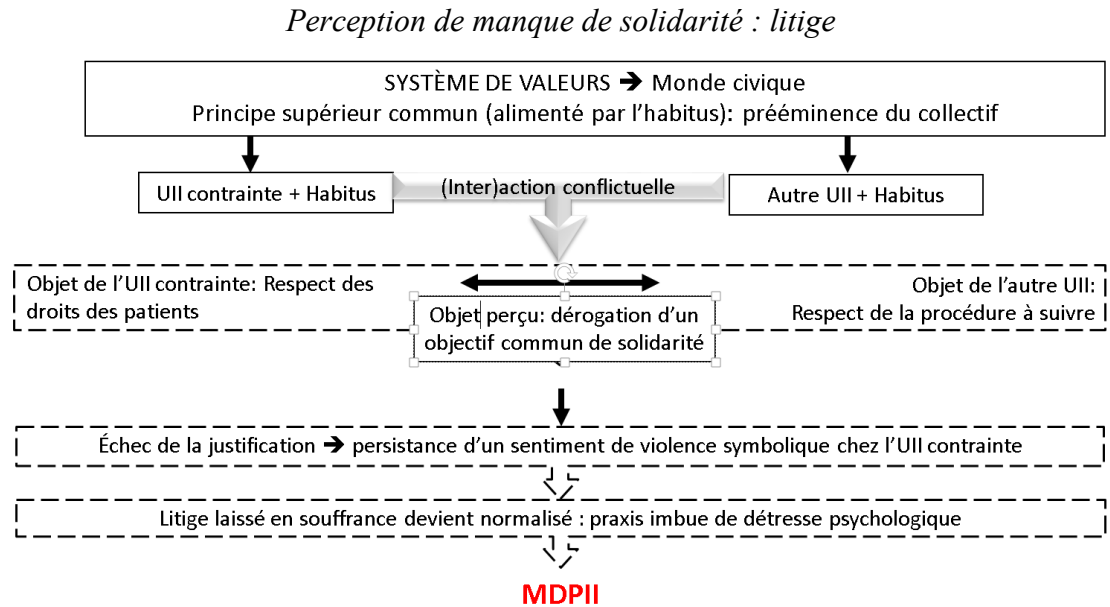 Perception de manque de solidarité : litige
SYSTÈME DE VALEURS ➔ Monde civique
Principe supérieur commun (alimenté par l’habitus): prééminence du collectif
UII contrainte + Habitus
(Inter)action conflictuelle
Autre UII + Habitus
Objet de l’UII contrainte: Respect des
droits des patients
Objet de l’autre UII:
Respect de la procédure à suivre
Objet perçu: dérogation d’un
objectif commun de solidarité
Échec de la justification ➔ persistance d’un sentiment de violence symbolique chez l’UII contrainte
Litige laissé en souffrance devient normalisé : praxis imbue de détresse psychologique
MDPII